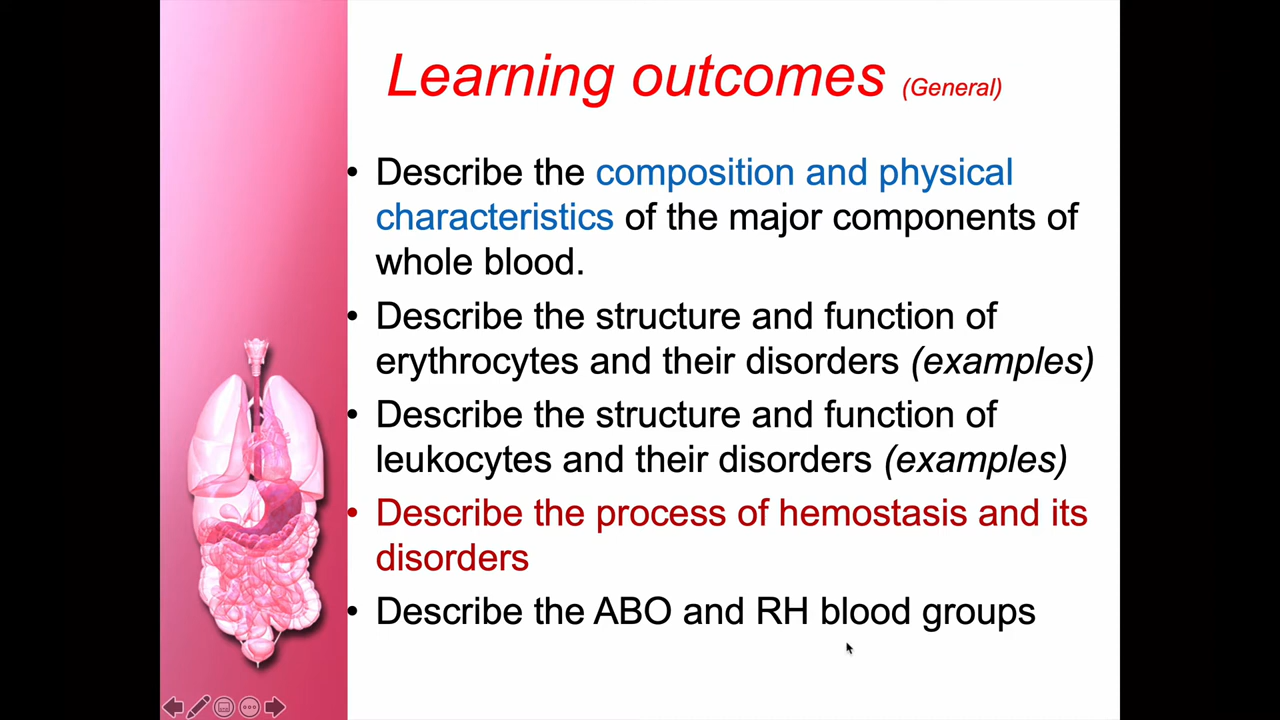 Learning outcomes (General)
• Describe the composition and physical
characteristics of the major components of
whole blood.
• Describe the structure and function of
erythrocytes and their disorders (examples)
• Describe the structure and function of
leukocytes and their disorders (examples)
• Describe the process of hemostasis and its
disorders
• Describe the ABO and RH blood groups